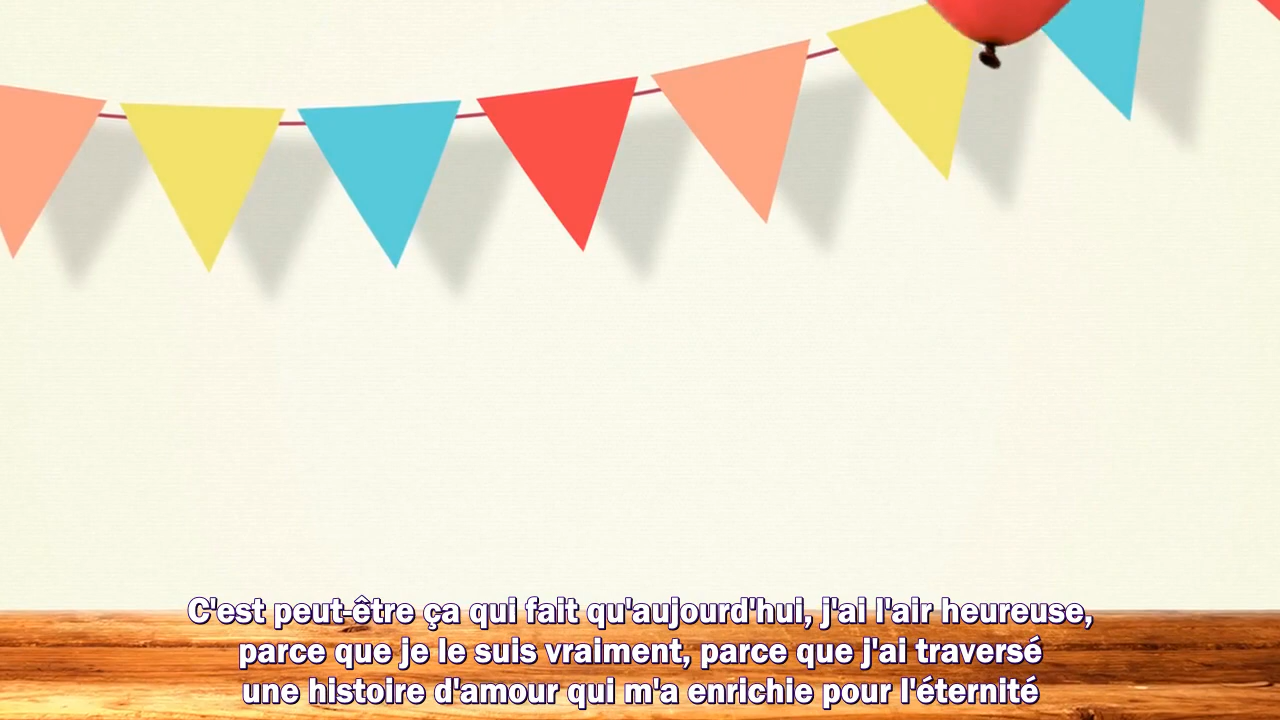 C'est peut-être ça qui fait qu'aujourd'hui, j'ai l'air heureuse,
parce que je le suis vraiment, parce que j'ai traversé
une histoire d'amour qui m'a enrichie pour l'éternité